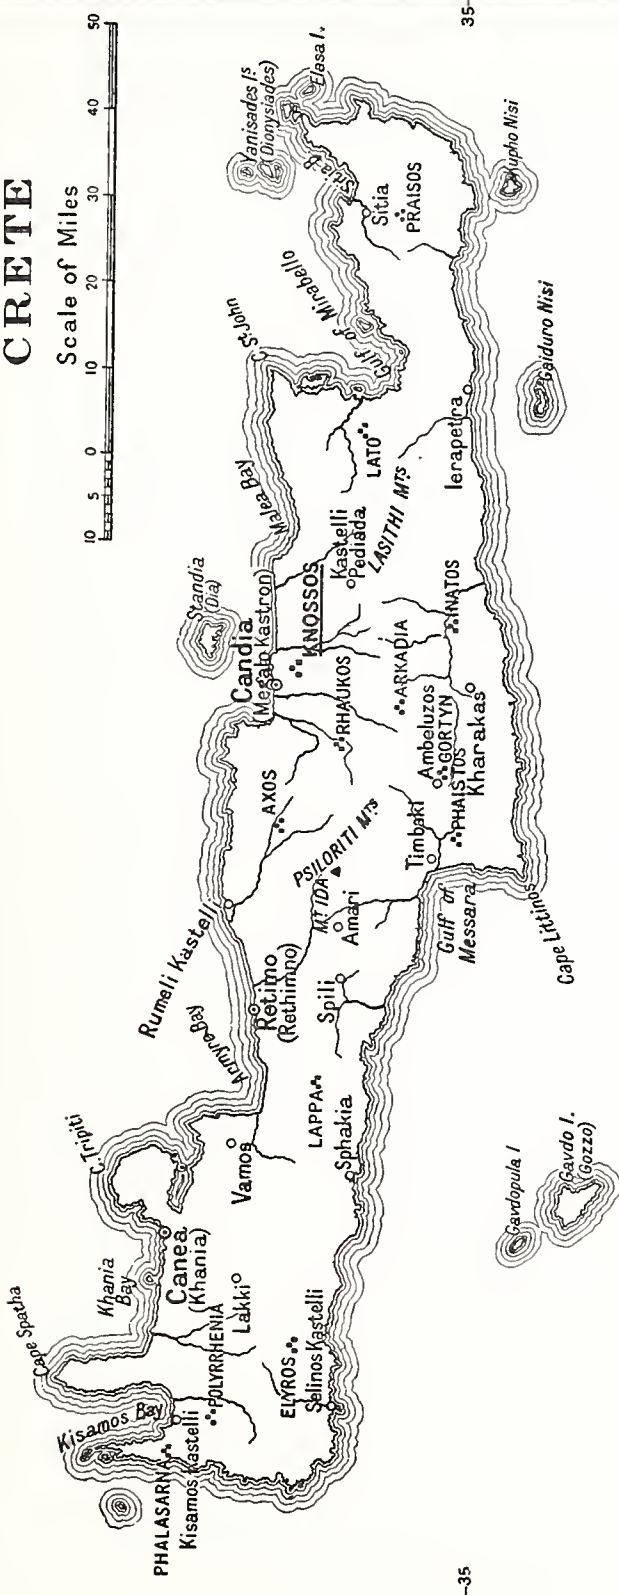 CRETE
Scale of Miles
10 5 0 10 20 30 40 50
35
35
Cape Spatha
Kisamos Bay
PHALASARNA
Kisamos Kastelli
POLYRRHENIA
Khania
Bay
Canea
(Khania)
Lakki
ELYROS
Selinos Kastelli
C. Tripiti
Vamos
Armyro Bay
LAPPA
Sphakia
Gavdopula I
Gavdo I.
(Gozzo)
Rumeli Kastelli
Retimo
(Rethimno)
Spili
Amari
MT IDA
PSILORITI MTS
AXOS
Timbaki
Gulf of
Messara
Cape Littinos
PHAISTOS
Ambeluzos
GORTYN
Kharakas
RHAUKOS
ARKADIA
INATOS
Standia
(Dia)
Candia
(Megalo Kastron)
KNOSSOS
Malea Bay
Kastelli
Pediada
LASITHI MTS
LATO
C. St. John
Gulf of Miraballo
Ierapetra
Gaiduro Nisi
Yanisades Is
(Dionysiades)
Elasa I.
Sitia B.
Sitia
PRAISOS
Kupho Nisi